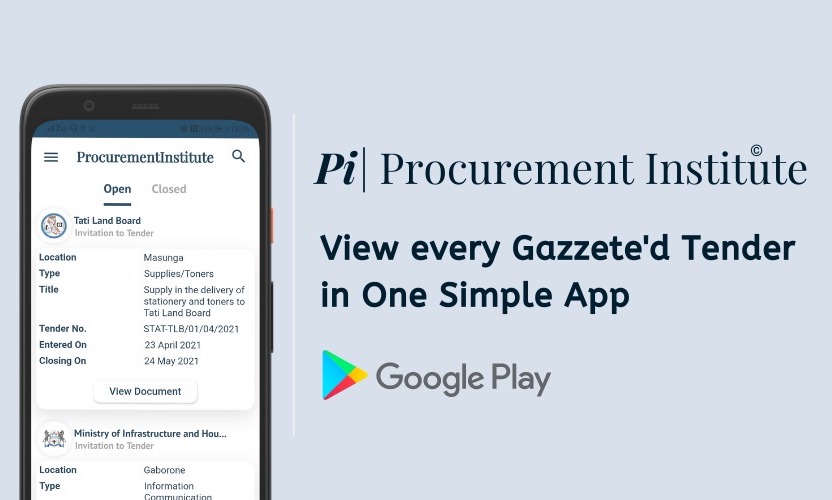 ProcurementInstitute
Open Closed
Tati Land Board
Invitation to Tender
Location Masunga
Type Supplies/Toners
Title Supply in the delivery of
stationery and toners to
Tati Land Board
Tender No. STAT-TLB/01/04/2021
Entered On 23 April 2021
Closing On 24 May 2021
View Document
Ministry of Infrastructure and Hou...
Invitation to Tender
Location Gaborone
Type Information
Communication
Pi| Procurement Institute ©
View every Gazzete'd Tender
in One Simple App
Google Play